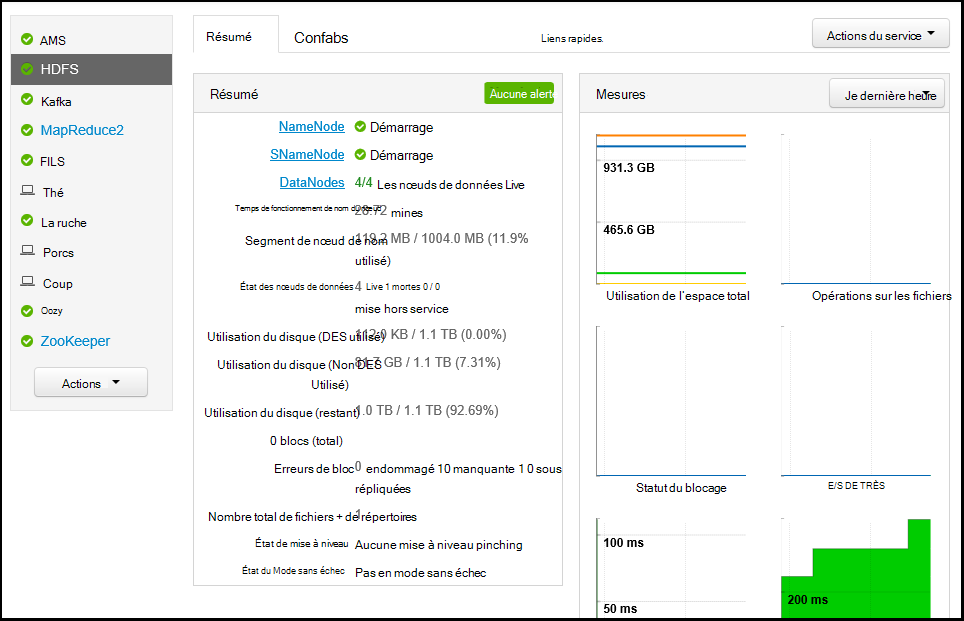 AMS
HDFS
Kafka
MapReduce2
FILS
Thé
La ruche
Porcs
Coup
Oozy
ZooKeeper
Actions
Résumé
Confabs
Liens rapides.
Actions du service
Résumé
Aucune alerte
NameNode Démarrage
SNameNode Démarrage
DataNodes 4/4 Les nœuds de données Live
Temps de fonctionnement de nom 28.72 mines
Segment de nœud de nom 119.2 MB / 1004.0 MB (11.9%
utilisé)
État des nœuds de données 4 Live 1 mortes 0 / 0
mise hors service
Utilisation du disque (DES utilisé) 112.0 KB / 1.1 TB (0.00%)
Utilisation du disque (Non DES 81.7 GB / 1.1 TB (7.31%)
Utilisé)
Utilisation du disque (restant) 1.0 TB / 1.1 TB (92.69%)
0 blocs (total)
Erreurs de bloc 0 endommagé 10 manquante 1 0 sous
répliquées
Nombre total de fichiers + de répertoires 1
État de mise à niveau Aucune mise à niveau pinching
État du Mode sans échec Pas en mode sans échec
Mesures
Je dernière heure
931.3 GB
465.6 GB
Utilisation de l'espace total
Opérations sur les fichiers
Statut du blocage
E/S DE TRÈS
100 ms
50 ms
200 ms